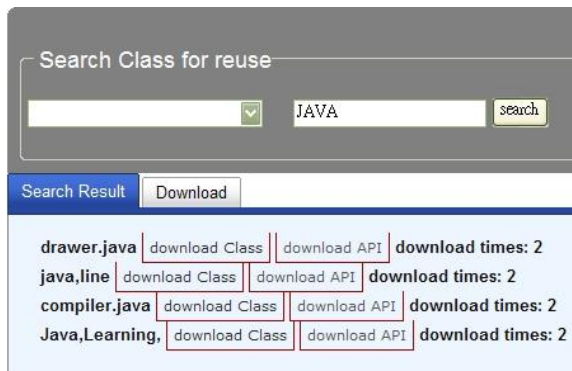 Search Class for reuse
JAVA search
Search Result Download
drawer.java download Class download API download times: 2
java,line download Class download API download times: 2
compiler.java download Class download API download times: 2
Java,Learning, download Class download API download times: 2